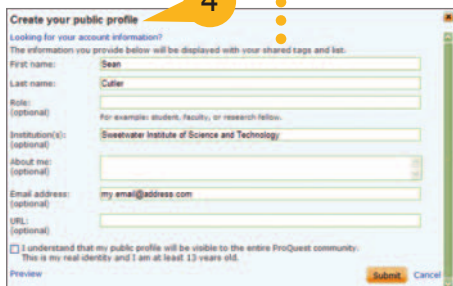 4
Create your public profile
Looking for your account information?
The information you provide below will be displayed with your shared tags and list.
First name: Sean
Last name: Cutler
Role:
(optional)
For example: student, faculty, or research fellow.
Institution(s): Sweetwater Institute of Science and Technology
(optional)
About me:
(optional)
Email address: my email@address.com
(optional)
URL:
(optional)
I understand that my public profile will be visible to the entire ProQuest community.
This is my real identity and I am at least 13 years old.
Preview Submit Cancel